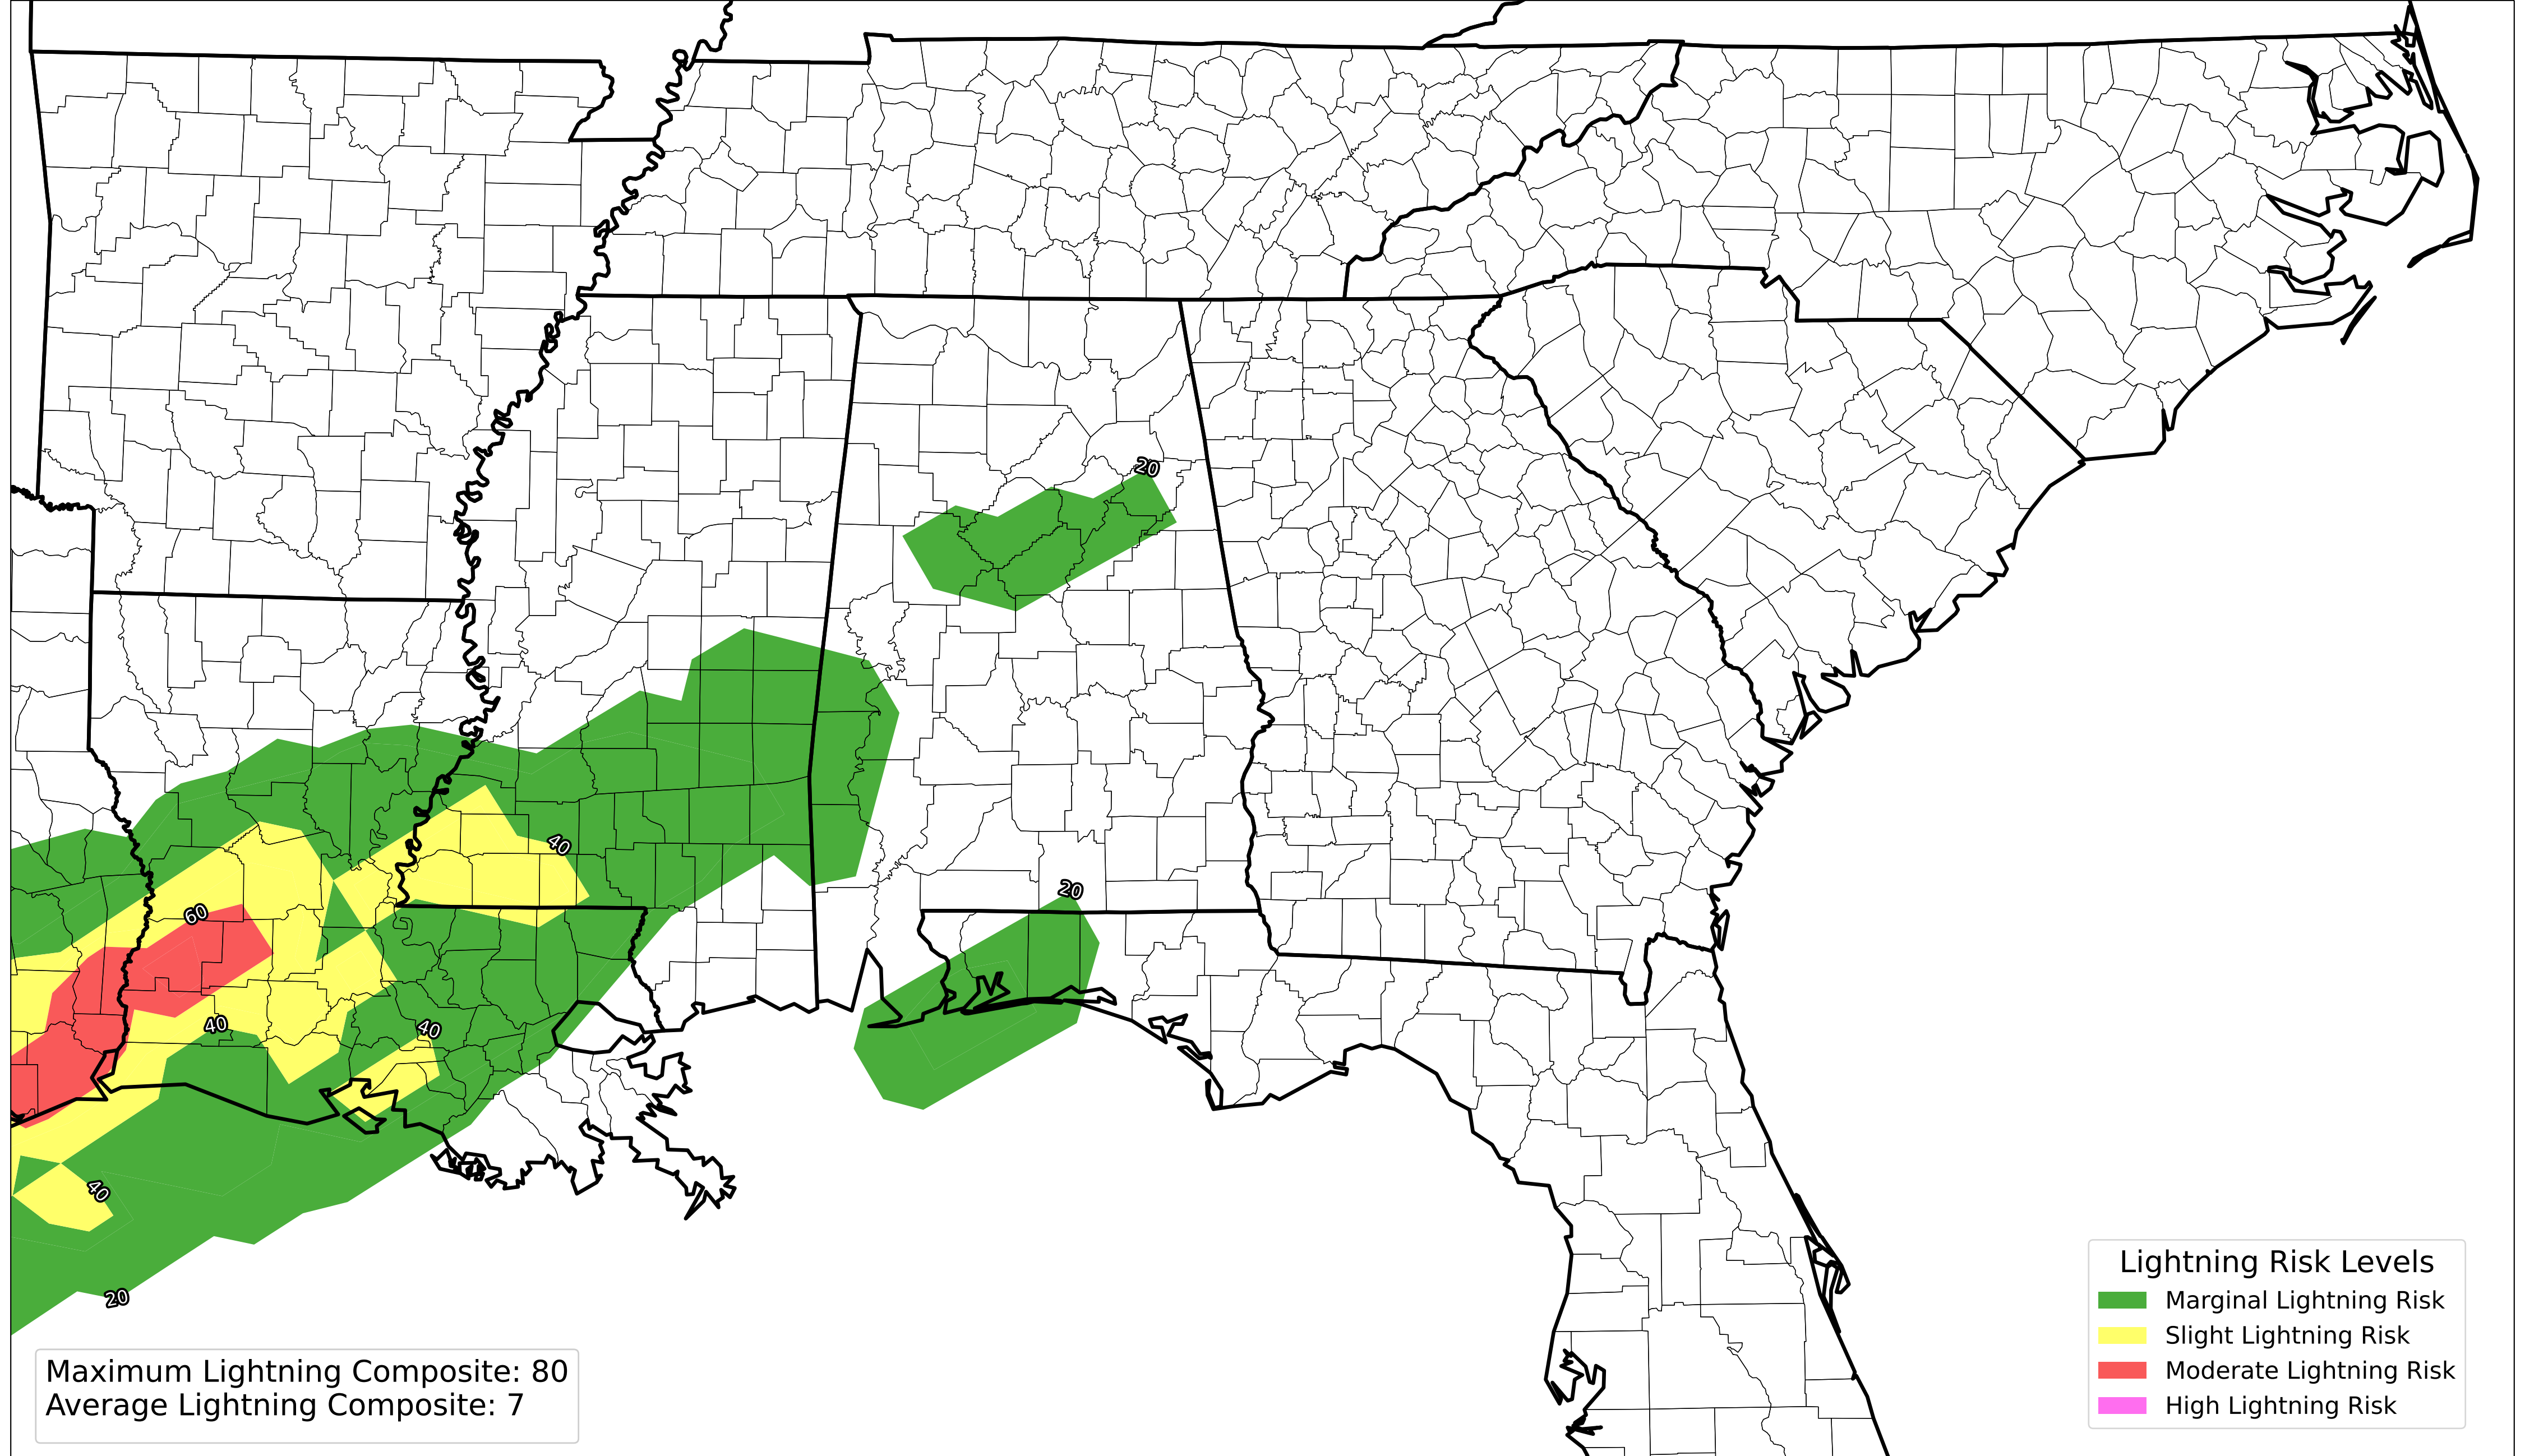 20
20
40
60
40
40
40
20
Maximum Lightning Composite: 80
Average Lightning Composite: 7
Lightning Risk Levels
Marginal Lightning Risk
Slight Lightning Risk
Moderate Lightning Risk
High Lightning Risk